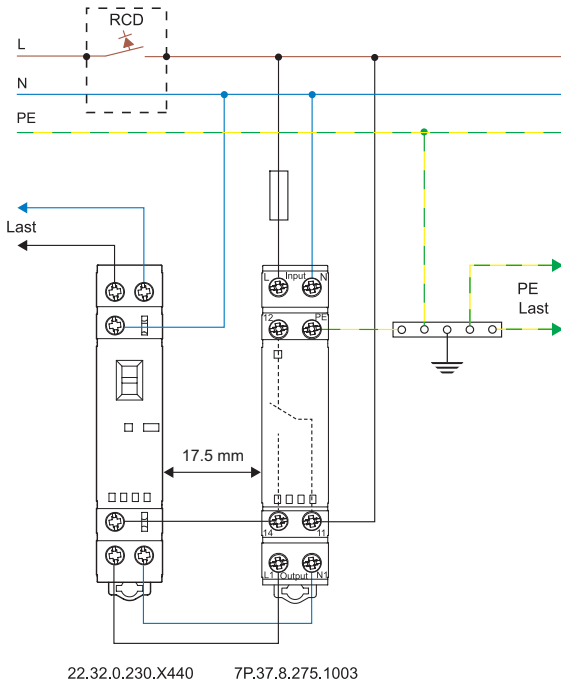 RCD
L
N
PE
Last
L Input N
12 PE
PE
Last
17.5 mm
14 11
L1 Output N1
22.32.0.230.X440 7P.37.8.275.1003